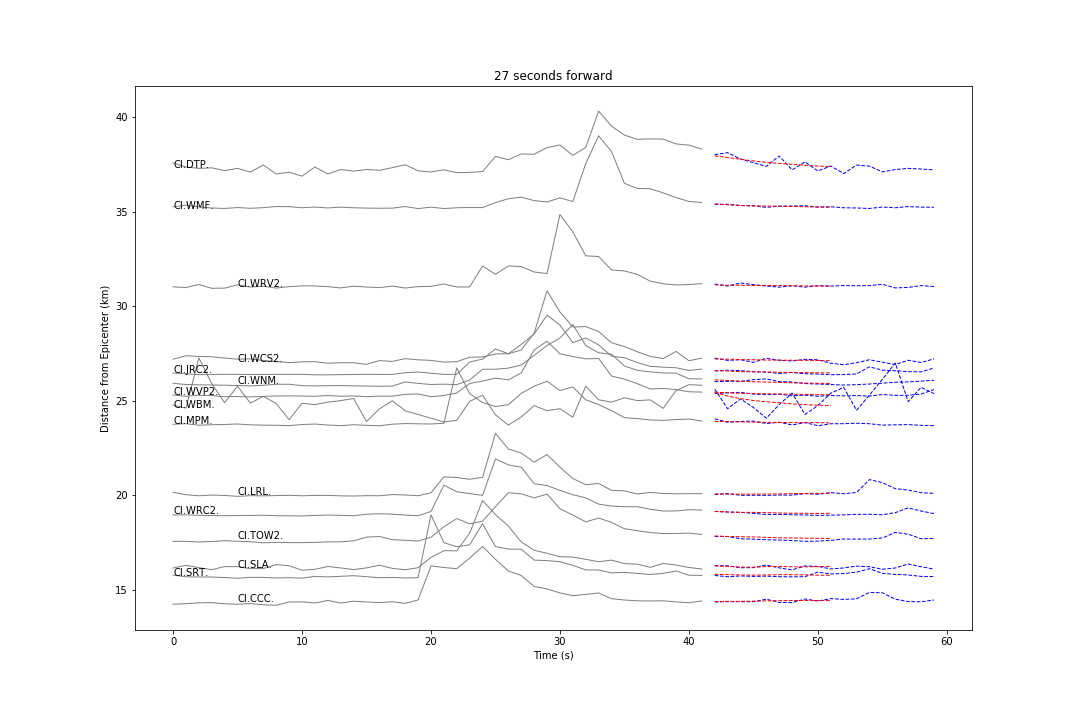 27 seconds forward
40
CI.DTP.
35
CI.WMF.
CI.WRV2.
30
CI.WCS2.
CI.JRC2.
CI.WNM.
CI.WVP2.
25
CI.WBM.
CI.MPM.
Distance from Epicenter (km)
20
CI.LRL.
CI.WRC2.
CI.TOW2.
CI.SLA.
CI.SRT.
15
CI.CCC.
0 10 20 30 40 50 60
Time (s)